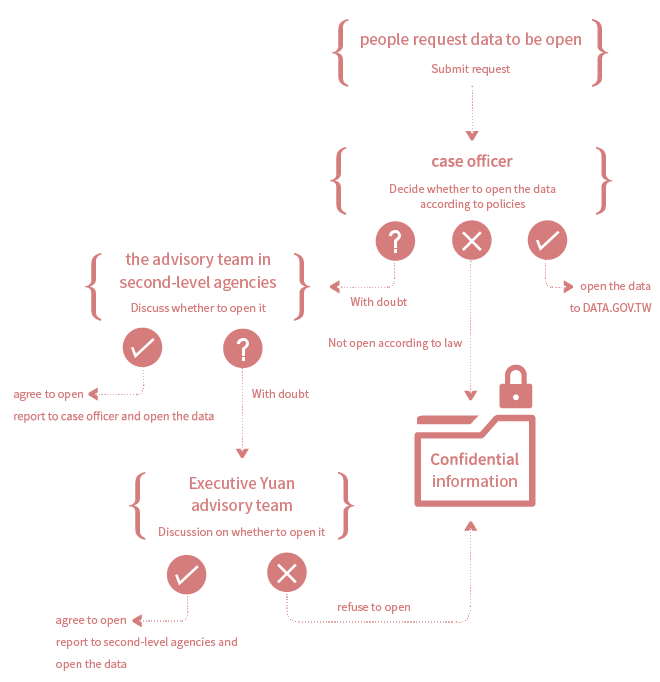 people request data to be open
Submit request
case officer
Decide whether to open the data
according to policies
?
the advisory team in
second-level agencies
Discuss whether to open it
With doubt
open the data
to DATA.GOV.TW
Not open according to law
?
agree to open
report to case officer and open the data
With doubt
Confidential
information
Executive Yuan
advisory team
Discussion on whether to open it
refuse to open
agree to open
report to second-level agencies and
open the data